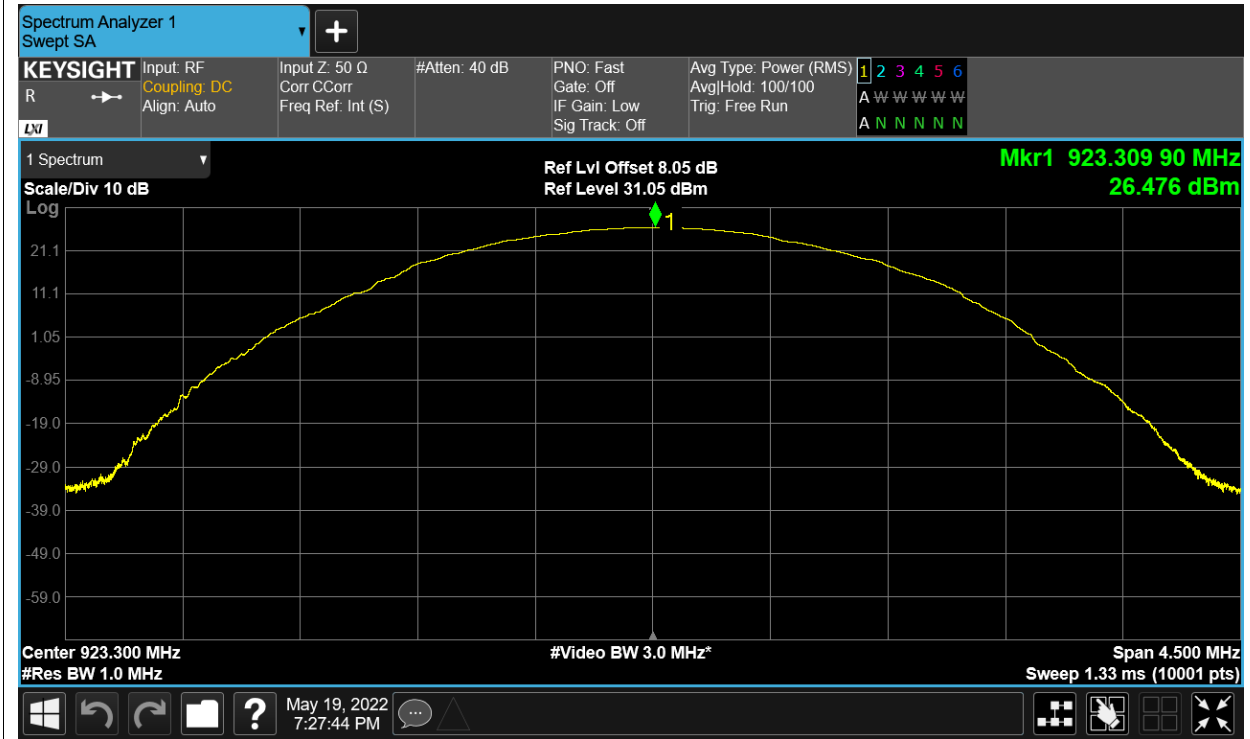 Spectrum Analyzer 1
Swept SA
KEYSIGHT
R
LXI
Input: RF
Coupling: DC
Align: Auto
Input Z: 50 Ω
Corr CCorr
Freq Ref: Int (S)
#Atten: 40 dB
PNO: Fast
Gate: Off
IF Gain: Low
Sig Track: Off
Avg Type: Power (RMS)
Avg|Hold: 100/100
Trig: Free Run
1 2 3 4 5 6
A W W W W W
A N N N N N
1 Spectrum
Scale/Div 10 dB
Ref Lvl Offset 8.05 dB
Ref Level 31.05 dBm
Mkr1 923.309 90 MHz
26.476 dBm
Log
1
21.1
11.1
1.05
-8.95
-19.0
-29.0
-39.0
-49.0
-59.0
Center 923.300 MHz
#Video BW 3.0 MHz*
Span 4.500 MHz
#Res BW 1.0 MHz
Sweep 1.33 ms (10001 pts)
?
May 19, 2022
7:27:44 PM